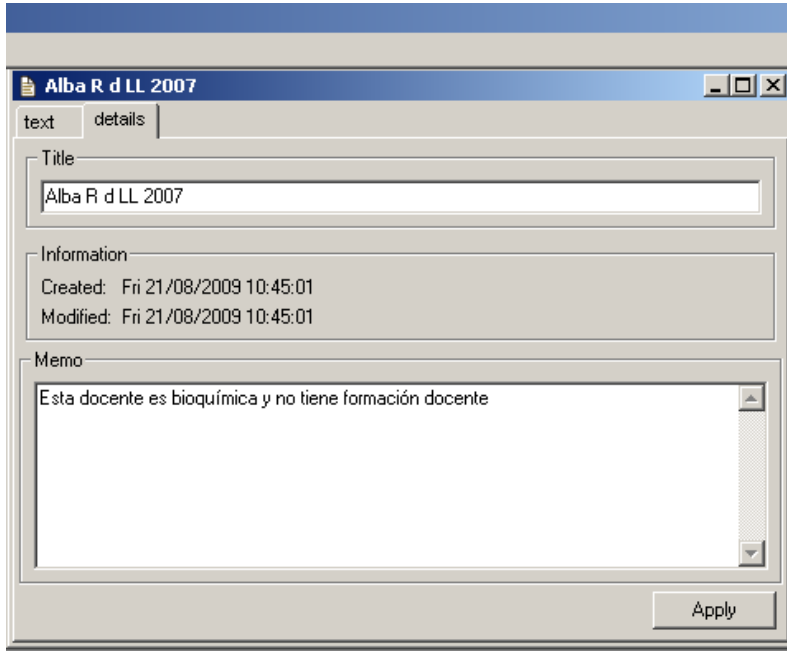 Alba R d LL 2007
text
details
Title
Alba R d LL 2007
Information
Created: Fri 21/08/2009 10:45:01
Modified: Fri 21/08/2009 10:45:01
Memo
Esta docente es bioquímica y no tiene formación docente
Apply